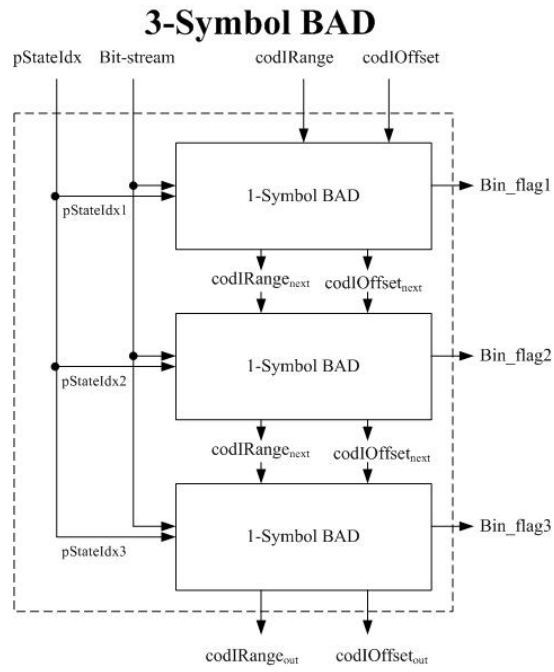 3-Symbol BAD
pStateIdx Bit-stream codIRange codIOffset
1-Symbol BAD
Bin_flag1
pStateIdx1
codIRangenext codIOffsetnext
1-Symbol BAD
Bin_flag2
pStateIdx2
codIRangenext codIOffsetnext
1-Symbol BAD
Bin_flag3
pStateIdx3
codIRangeout codIOffsetout